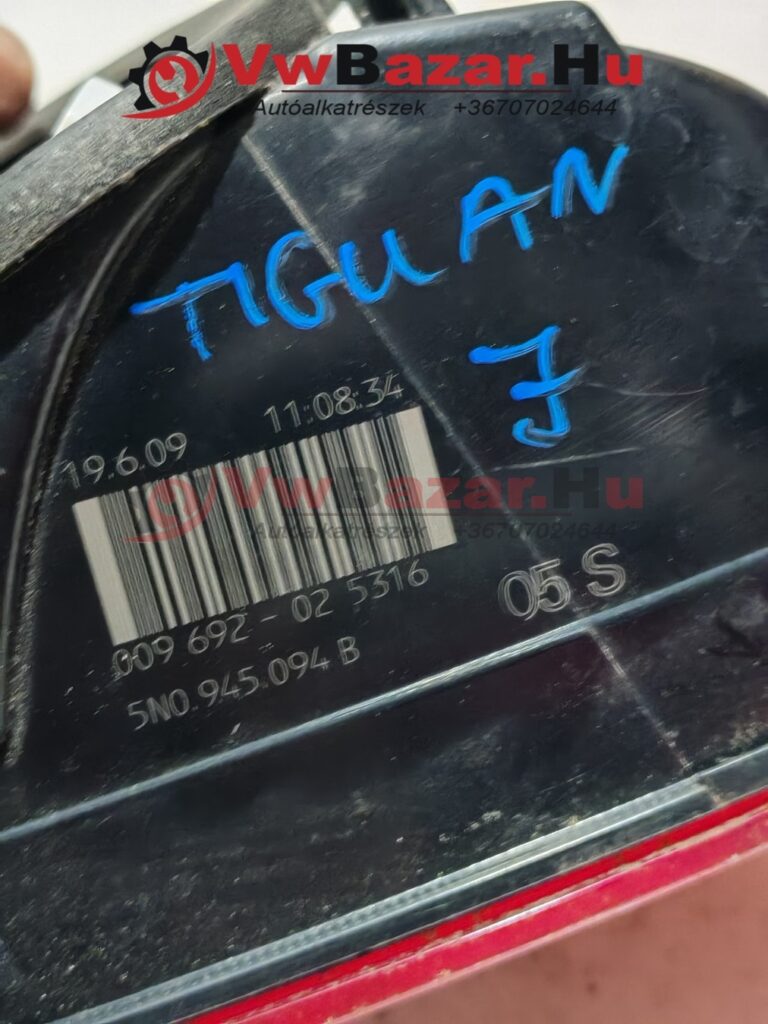 VwBazar.Hu
Autóalkatrészek +36707024644
TIGUAN
J
19.6.09 11:08:34
VwBazar.Hu
Autóalkatrészek +36707024644
009 692 - 02 5316
05 S
5N0.945.094 B